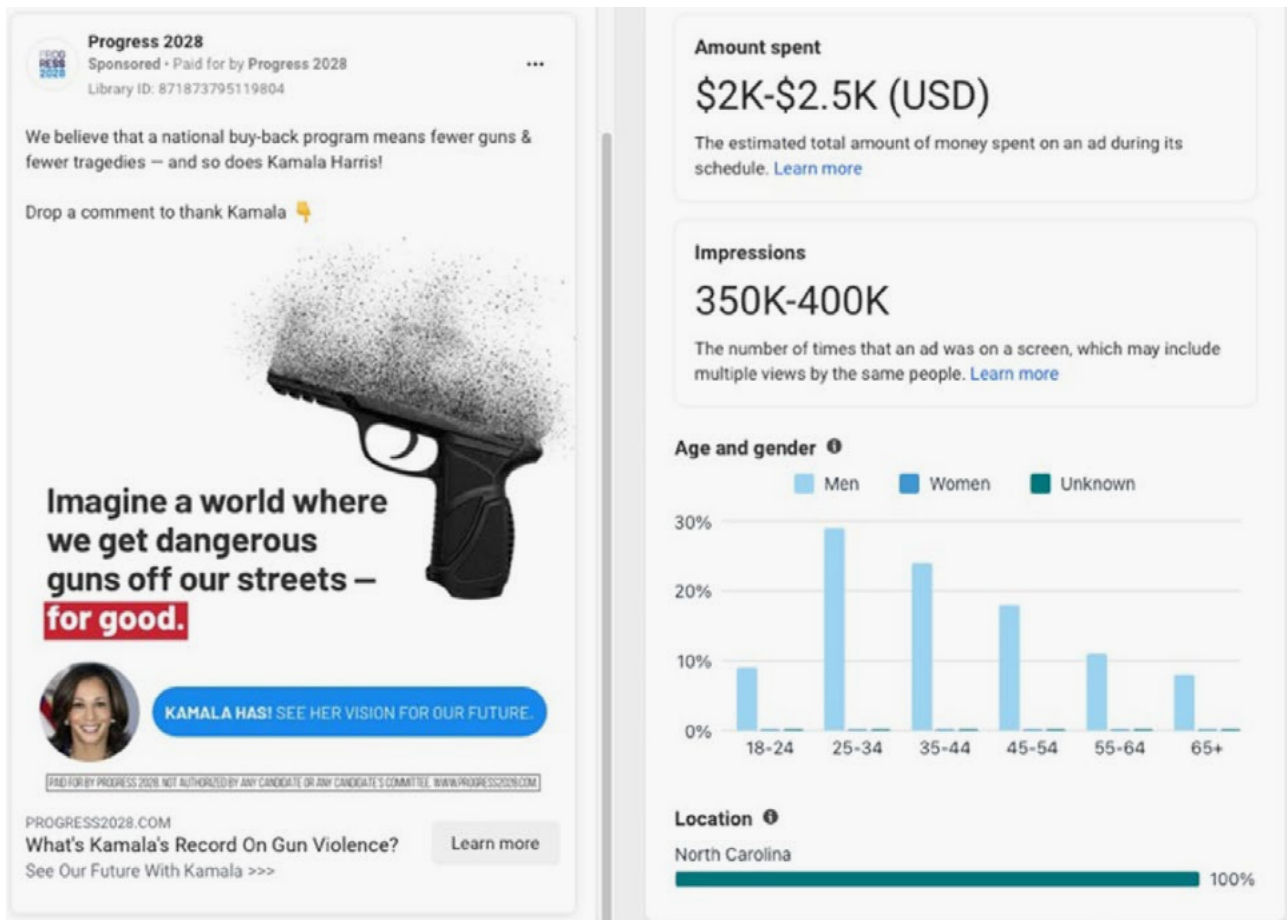 PROG
RESS
2028
Progress 2028
Sponsored • Paid for by Progress 2028
Library ID: 871873795119804
We believe that a national buy-back program means fewer guns &
fewer tragedies — and so does Kamala Harris!
Drop a comment to thank Kamala 👇
Imagine a world where
we get dangerous
guns off our streets —
for good.
KAMALA HAS! SEE HER VISION FOR OUR FUTURE.
PAID FOR BY PROGRESS 2028. NOT AUTHORIZED BY ANY CANDIDATE OR ANY CANDIDATE'S COMMITTEE. WWW.PROGRESS2028.COM.
PROGRESS2028.COM
What's Kamala's Record On Gun Violence?
See Our Future With Kamala >>>
Learn more
Amount spent
$2K-$2.5K (USD)
The estimated total amount of money spent on an ad during its
schedule. Learn more
Impressions
350K-400K
The number of times that an ad was on a screen, which may include
multiple views by the same people. Learn more
Age and gender
Men Women Unknown
30%
20%
10%
0%
18-24 25-34 35-44 45-54 55-64 65+
Location
North Carolina
100%